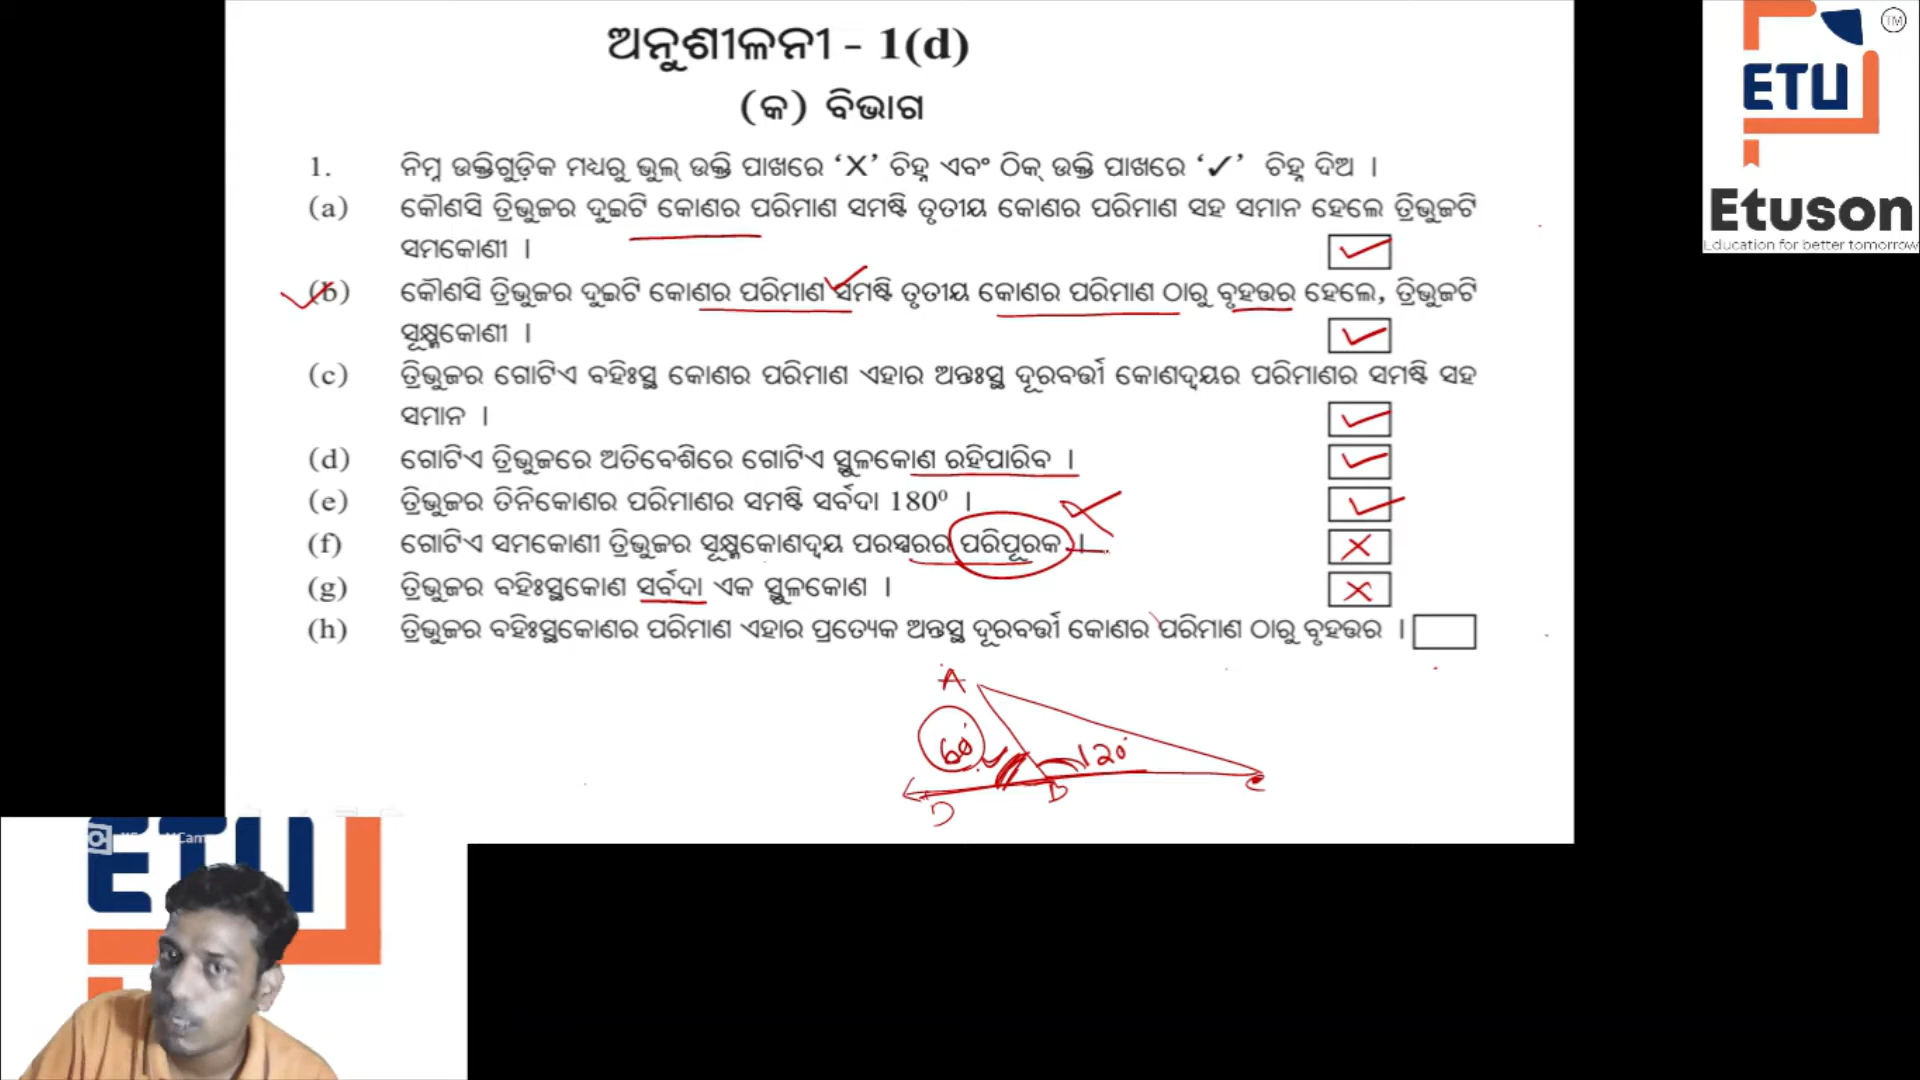 ଅନୁଶୀଳନୀ - 1(d)
(କ) ବିଭାଗ
1. ନିମ୍ନ ଉକ୍ତିଗୁଡ଼ିକ ମଧ୍ୟରୁ ଭୁଲ୍ ଉକ୍ତି ପାଖରେ ‘X’ ଚିହ୍ନ ଏବଂ ଠିକ୍ ଉକ୍ତି ପାଖରେ ‘✓’ ଚିହ୍ନ ଦିଅ ।
(a) କୌଣସି ତ୍ରିଭୁଜର ଦୁଇଟି କୋଣର ପରିମାଣ ସମଷ୍ଟି ତୃତୀୟ କୋଣର ପରିମାଣ ସହ ସମାନ ହେଲେ ତ୍ରିଭୁଜଟି
ସମକୋଣୀ । ✓
(b) କୌଣସି ତ୍ରିଭୁଜର ଦୁଇଟି କୋଣର ପରିମାଣ ସମଷ୍ଟି ତୃତୀୟ କୋଣର ପରିମାଣ ଠାରୁ ବୃହତ୍ତର ହେଲେ, ତ୍ରିଭୁଜଟି
ସୂକ୍ଷ୍ମକୋଣୀ । ✓
(c) ତ୍ରିଭୁଜର ଗୋଟିଏ ବହିଃସ୍ଥ କୋଣର ପରିମାଣ ଏହାର ଅନ୍ତଃସ୍ଥ ଦୂରବର୍ତ୍ତୀ କୋଣଦ୍ୱୟର ପରିମାଣର ସମଷ୍ଟି ସହ
ସମାନ । ✓
(d) ଗୋଟିଏ ତ୍ରିଭୁଜରେ ଅତିବେଶିରେ ଗୋଟିଏ ସ୍ଥୁଳକୋଣ ରହିପାରିବ । ✓
(e) ତ୍ରିଭୁଜର ତିନିକୋଣର ପରିମାଣର ସମଷ୍ଟି ସର୍ବଦା 180⁰ । ✓
(f) ଗୋଟିଏ ସମକୋଣୀ ତ୍ରିଭୁଜର ସୂକ୍ଷ୍ମକୋଣଦ୍ୱୟ ପରସ୍ପରର ପରିପୂରକ । X
(g) ତ୍ରିଭୁଜର ବହିଃସ୍ଥକୋଣ ସର୍ବଦା ଏକ ସ୍ଥୁଳକୋଣ । X
(h) ତ୍ରିଭୁଜର ବହିଃସ୍ଥକୋଣର ପରିମାଣ ଏହାର ପ୍ରତ୍ୟେକ ଅନ୍ତସ୍ଥ ଦୂରବର୍ତ୍ତୀ କୋଣର ପରିମାଣ ଠାରୁ ବୃହତ୍ତର ।
A
60° 120°
D B C
ETU
TM
Etuson
Education for better tomorrow
ETU